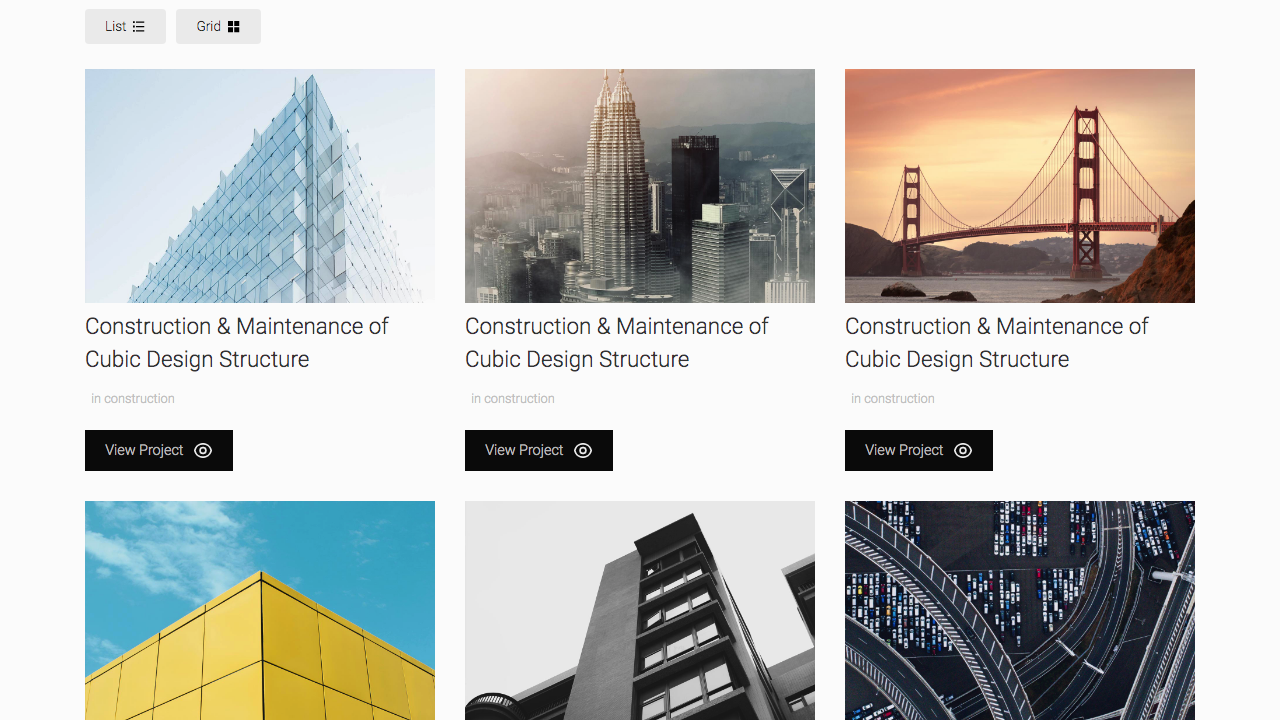 List
Grid
Construction & Maintenance of
Cubic Design Structure
in construction
View Project
Construction & Maintenance of
Cubic Design Structure
in construction
View Project
Construction & Maintenance of
Cubic Design Structure
in construction
View Project